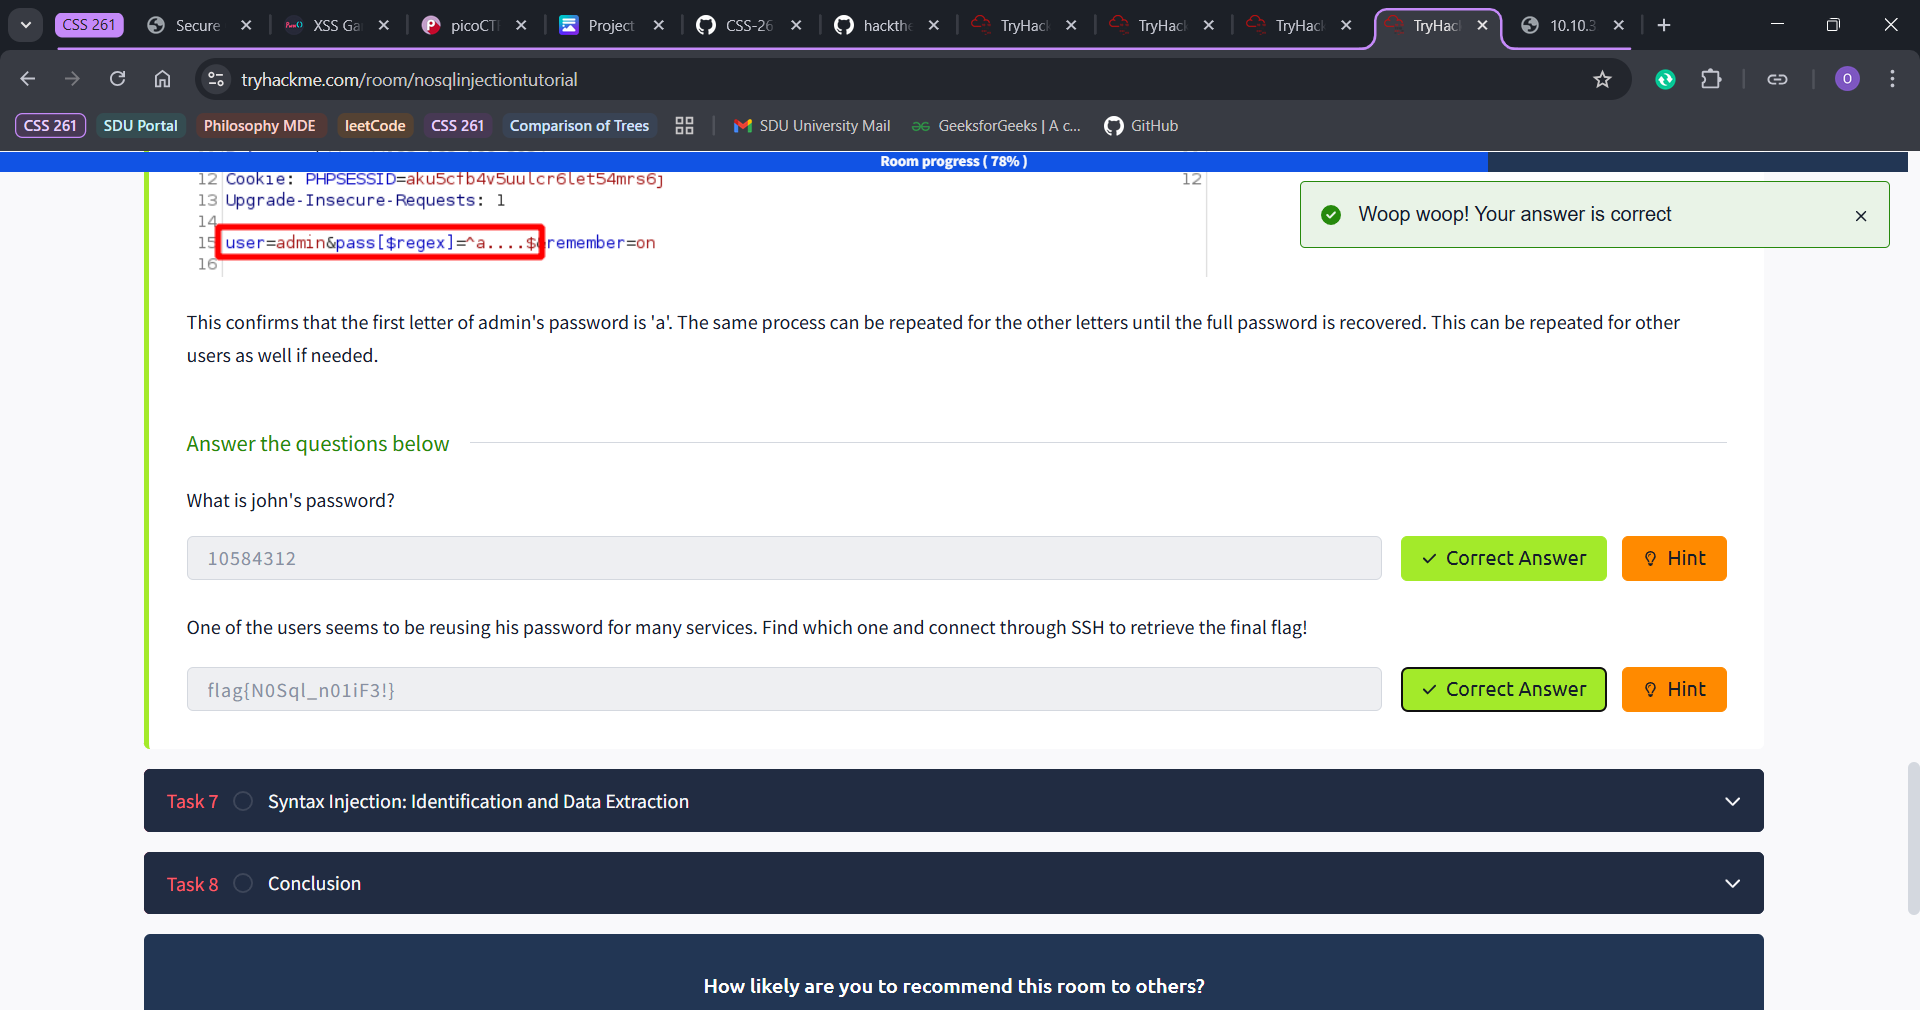 CSS 261
Secure
XSS Ga
picoCTF
Project
CSS-26
hackthe
TryHack
TryHack
TryHack
TryHack
10.10.3
tryhackme.com/room/nosqlinjectiontutorial
O
CSS 261
SDU Portal
Philosophy MDE
leetCode
CSS 261
Comparison of Trees
SDU University Mail
GeeksforGeeks | A c...
GitHub
Room progress ( 78% )
12 Cookie: PHPSESSID=aku5cfb4v5uulcr6let54mrs6j
12
13 Upgrade-Insecure-Requests: 1
14
15 user=admin&pass[$regex]=^a....$&remember=on
16
Woop woop! Your answer is correct
This confirms that the first letter of admin's password is 'a'. The same process can be repeated for the other letters until the full password is recovered. This can be repeated for other
users as well if needed.
Answer the questions below
What is john's password?
10584312
Correct Answer
Hint
One of the users seems to be reusing his password for many services. Find which one and connect through SSH to retrieve the final flag!
flag{N0Sql_n01iF3!}
Correct Answer
Hint
Task 7 Syntax Injection: Identification and Data Extraction
Task 8 Conclusion
How likely are you to recommend this room to others?